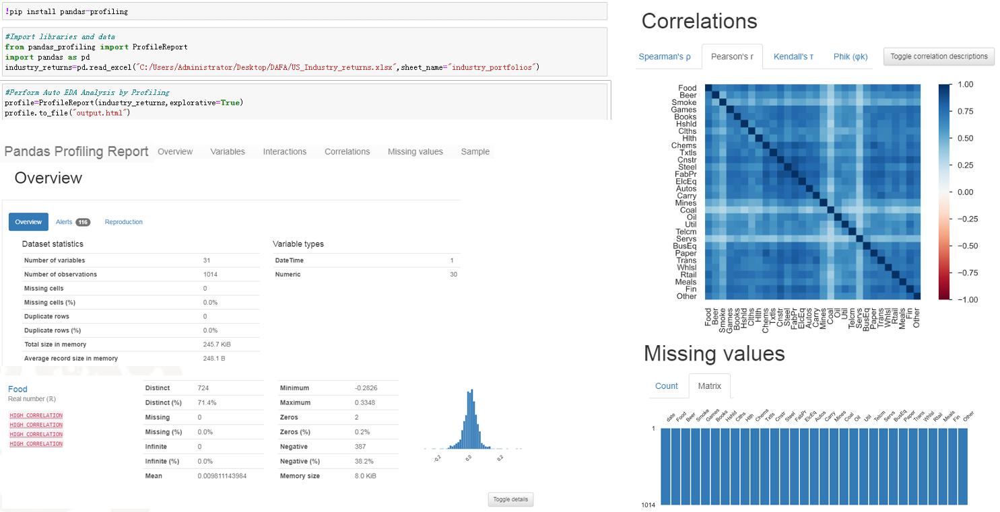 !pip install pandas-profiling
#Import libraries and data
from pandas_profiling import ProfileReport
import pandas as pd
industry_returns=pd.read_excel("C:/Users/Administrator/Desktop/DAFA/US_Industry_returns.xlsx",sheet_name="industry_portfolios")
#Perform Auto EDA Analysis by Profiling
profile=ProfileReport(industry_returns,explorative=True)
profile.to_file("output.html")
Pandas Profiling Report Overview Variables Interactions Correlations Missing values Sample
Overview
Overview Alerts 116 Reproduction
Dataset statistics
Number of variables 31
Number of observations 1014
Missing cells 0
Missing cells (%) 0.0%
Duplicate rows 0
Duplicate rows (%) 0.0%
Total size in memory 245.7 KiB
Average record size in memory 248.1 B
Variable types
DateTime 1
Numeric 30
Food
Real number (ℝ)
HIGH CORRELATION
HIGH CORRELATION
HIGH CORRELATION
HIGH CORRELATION
Distinct 724
Distinct (%) 71.4%
Missing 0
Missing (%) 0.0%
Infinite 0
Infinite (%) 0.0%
Mean 0.009811143984
Minimum -0.2826
Maximum 0.3348
Zeros 2
Zeros (%) 0.2%
Negative 387
Negative (%) 38.2%
Memory size 8.0 KiB
-0.2 0.0 0.2
Toggle details
Correlations
Spearman's ρ Pearson's r Kendall's τ Phik (φk) Toggle correlation descriptions
Food
Beer
Smoke
Games
Books
Hshld
Clths
Hlth
Chems
Txtls
Cnstr
Steel
FabPr
ElcEq
Autos
Carry
Mines
Coal
Oil
Util
Telcm
Servs
BusEq
Paper
Trans
Whlsl
Rtail
Meals
Fin
Other
Food Beer Smoke Games Books Hshld Clths Hlth Chems Txtls Cnstr Steel FabPr ElcEq Autos Carry Mines Coal Oil Util Telcm Servs BusEq Paper Trans Whlsl Rtail Meals Fin Other
1.00
0.75
0.50
0.25
0.00
−0.25
−0.50
−0.75
−1.00
Missing values
Count Matrix
date Food Beer Smoke Games Books Hshld Clths Hlth Chems Txtls Cnstr Steel FabPr ElcEq Autos Carry Mines Coal Oil Util Telcm Servs BusEq Paper Trans Whlsl Rtail Meals Fin Other
1
1014